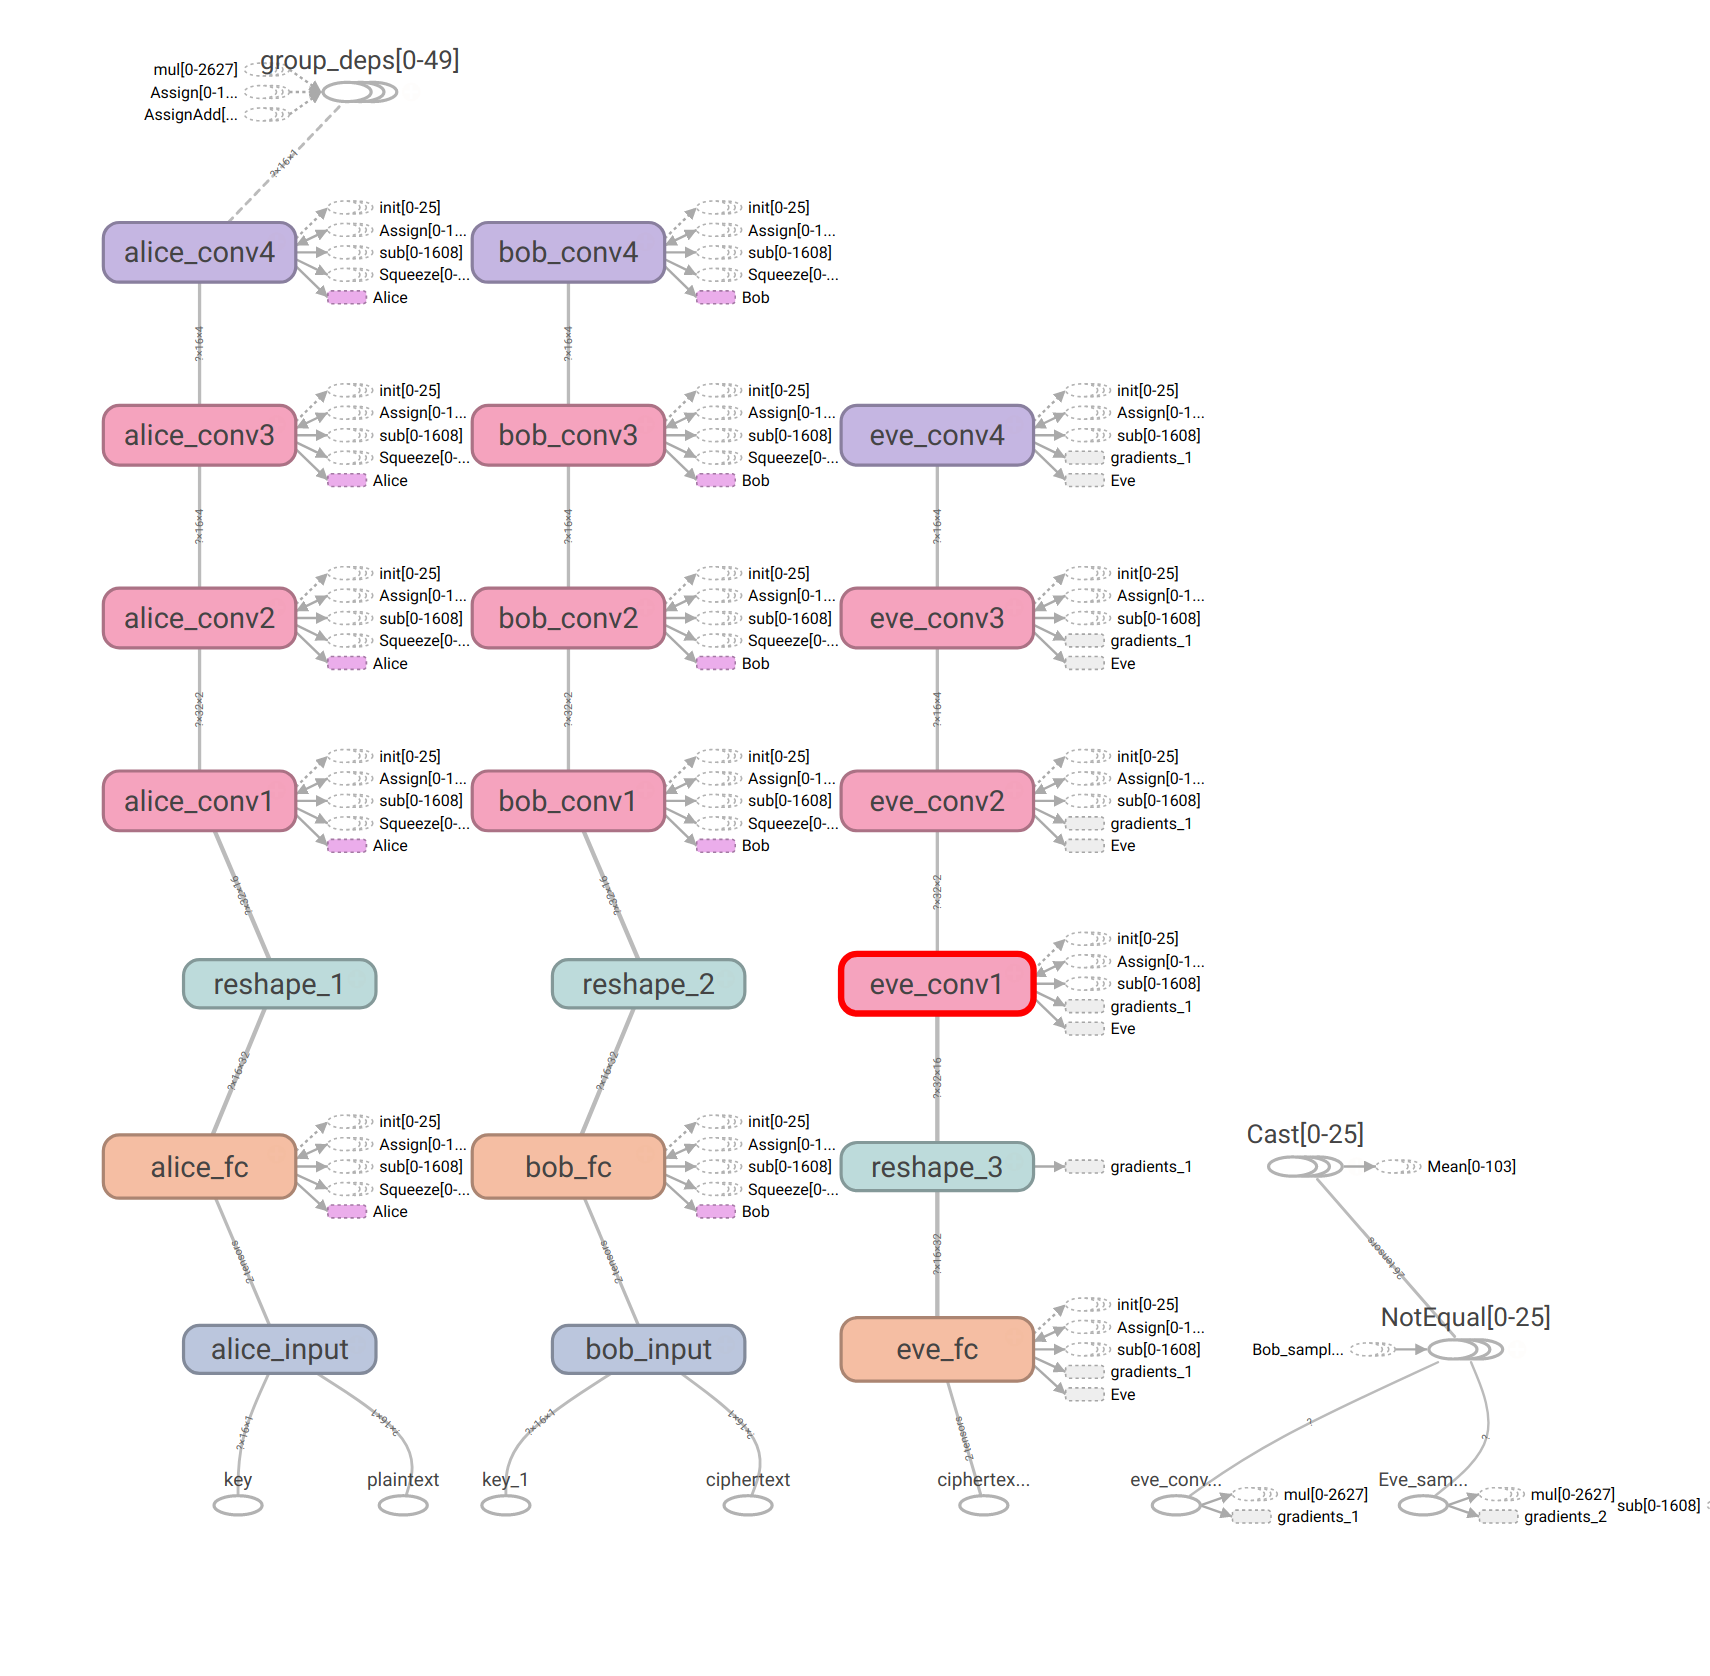 group_deps[0-49]
mul[0-2627]
Assign[0-1...
AssignAdd[...
?×16×1
alice_conv4
init[0-25]
Assign[0-1...
sub[0-1608]
Squeeze[0-...
Alice
bob_conv4
init[0-25]
Assign[0-1...
sub[0-1608]
Squeeze[0-...
Bob
?×16×4
?×16×4
alice_conv3
init[0-25]
Assign[0-1...
sub[0-1608]
Squeeze[0-...
Alice
bob_conv3
init[0-25]
Assign[0-1...
sub[0-1608]
Squeeze[0-...
Bob
eve_conv4
init[0-25]
Assign[0-1...
sub[0-1608]
gradients_1
Eve
?×16×4
?×16×4
?×16×4
alice_conv2
init[0-25]
Assign[0-1...
sub[0-1608]
Squeeze[0-...
Alice
bob_conv2
init[0-25]
Assign[0-1...
sub[0-1608]
Squeeze[0-...
Bob
eve_conv3
init[0-25]
Assign[0-1...
sub[0-1608]
gradients_1
Eve
?×32×2
?×32×2
?×16×4
alice_conv1
init[0-25]
Assign[0-1...
sub[0-1608]
Squeeze[0-...
Alice
bob_conv1
init[0-25]
Assign[0-1...
sub[0-1608]
Squeeze[0-...
Bob
eve_conv2
init[0-25]
Assign[0-1...
sub[0-1608]
gradients_1
Eve
?×32×16
?×32×16
?×32×2
reshape_1
reshape_2
eve_conv1
init[0-25]
Assign[0-1...
sub[0-1608]
gradients_1
Eve
?×16×32
?×16×32
?×32×16
alice_fc
init[0-25]
Assign[0-1...
sub[0-1608]
Squeeze[0-...
Alice
bob_fc
init[0-25]
Assign[0-1...
sub[0-1608]
Squeeze[0-...
Bob
reshape_3
gradients_1
Cast[0-25]
Mean[0-103]
2 tensors
2 tensors
?×16×32
26 tensors
alice_input
bob_input
eve_fc
init[0-25]
Assign[0-1...
sub[0-1608]
gradients_1
Eve
NotEqual[0-25]
Bob_sampl...
?×16×1
?×16×1
?×16×1
?×16×1
2 tensors
?
?
key
plaintext
key_1
ciphertext
ciphertex...
eve_conv...
mul[0-2627]
gradients_1
Eve_sam...
mul[0-2627]
gradients_2
sub[0-1608]